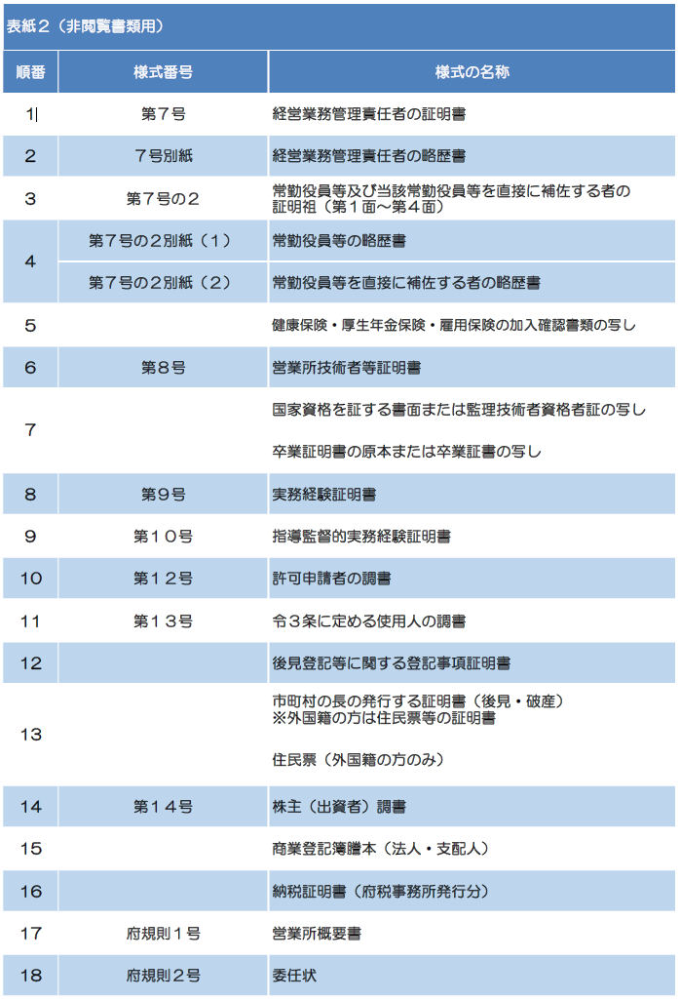 表紙２（非閲覧書類用）
順番 様式番号 様式の名称
1 第７号 経営業務管理責任者の証明書
2 ７号別紙 経営業務管理責任者の略歴書
3 第７号の２ 常勤役員等及び当該常勤役員等を直接に補佐する者の
証明祖（第１面～第４面）
4 第７号の２別紙（１） 常勤役員等の略歴書
第７号の２別紙（２） 常勤役員等を直接に補佐する者の略歴書
5 健康保険・厚生年金保険・雇用保険の加入確認書類の写し
6 第８号 営業所技術者等証明書
7 国家資格を証する書面または監理技術者資格者証の写し
卒業証明書の原本または卒業証書の写し
8 第９号 実務経験証明書
9 第１０号 指導監督的実務経験証明書
10 第１２号 許可申請者の調書
11 第１３号 令３条に定める使用人の調書
12 後見登記等に関する登記事項証明書
13 市町村の長の発行する証明書（後見・破産）
※外国籍の方は住民票等の証明書
住民票（外国籍の方のみ）
14 第１４号 株主（出資者）調書
15 商業登記簿謄本（法人・支配人）
16 納税証明書（府税事務所発行分）
17 府規則１号 営業所概要書
18 府規則２号 委任状